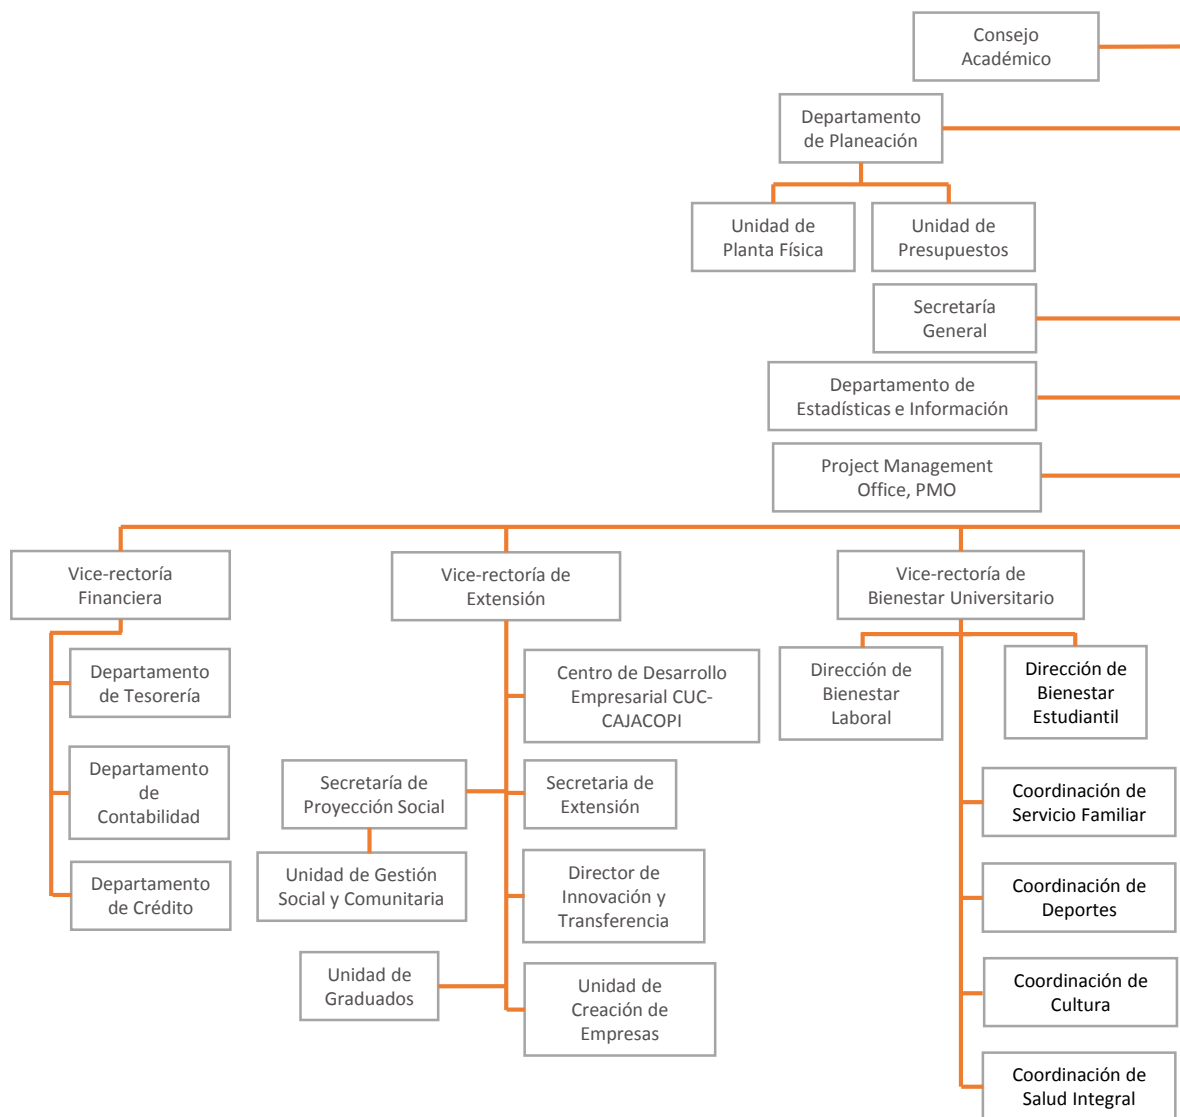 Consejo
Académico
Departamento
de Planeación
Unidad de
Planta Física
Unidad de
Presupuestos
Secretaría
General
Departamento de
Estadísticas e Información
Project Management
Office, PMO
Vice-rectoría
Financiera
Vice-rectoría de
Extensión
Vice-rectoría de
Bienestar Universitario
Departamento
de Tesorería
Departamento
de
Contabilidad
Departamento
de Crédito
Centro de Desarrollo
Empresarial CUC-
CAJACOPI
Secretaría de
Proyección Social
Secretaria de
Extensión
Unidad de Gestión
Social y Comunitaria
Director de
Innovación y
Transferencia
Unidad de
Graduados
Unidad de
Creación de
Empresas
Dirección de
Bienestar
Laboral
Dirección de
Bienestar
Estudiantil
Coordinación de
Servicio Familiar
Coordinación de
Deportes
Coordinación de
Cultura
Coordinación de
Salud Integral